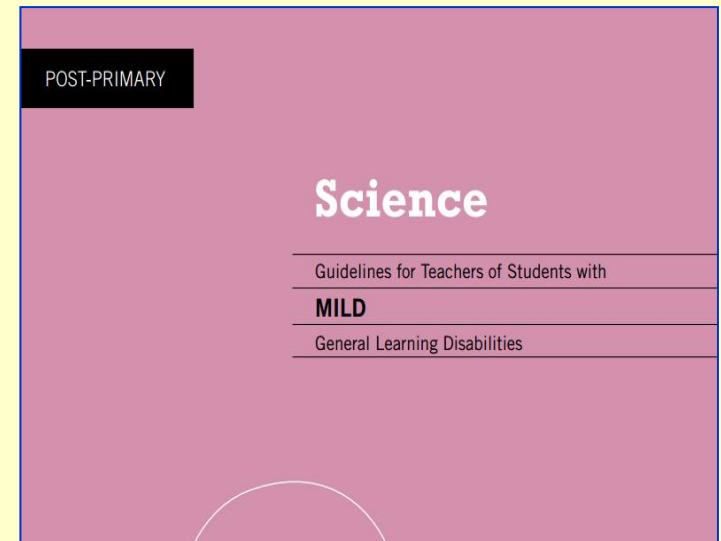 POST-PRIMARY
Science
Guidelines for Teachers of Students with
MILD
General Learning Disabilities